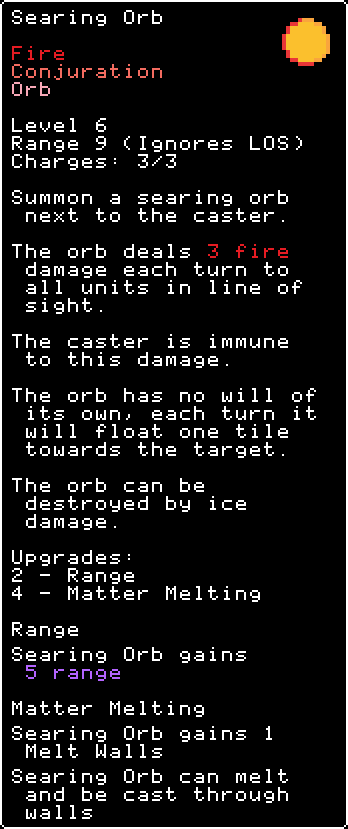 Searing Orb
Fire
Conjuration
Orb
Level 6
Range 9 (Ignores LOS)
Charges: 3/3
Summon a searing orb
next to the caster.
The orb deals 3 fire
damage each turn to
all units in line of
sight.
The caster is immune
to this damage.
The orb has no will of
its own, each turn it
will float one tile
towards the target.
The orb can be
destroyed by ice
damage.
Upgrades:
2 - Range
4 - Matter Melting
Range
Searing Orb gains
5 range
Matter Melting
Searing Orb gains 1
Melt Walls
Searing Orb can melt
and be cast through
walls